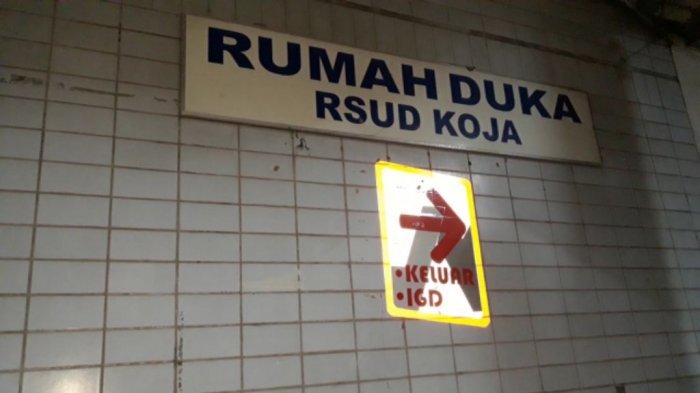 RUMAH DUKA
RSUD KOJA
• KELUAR
• IGD